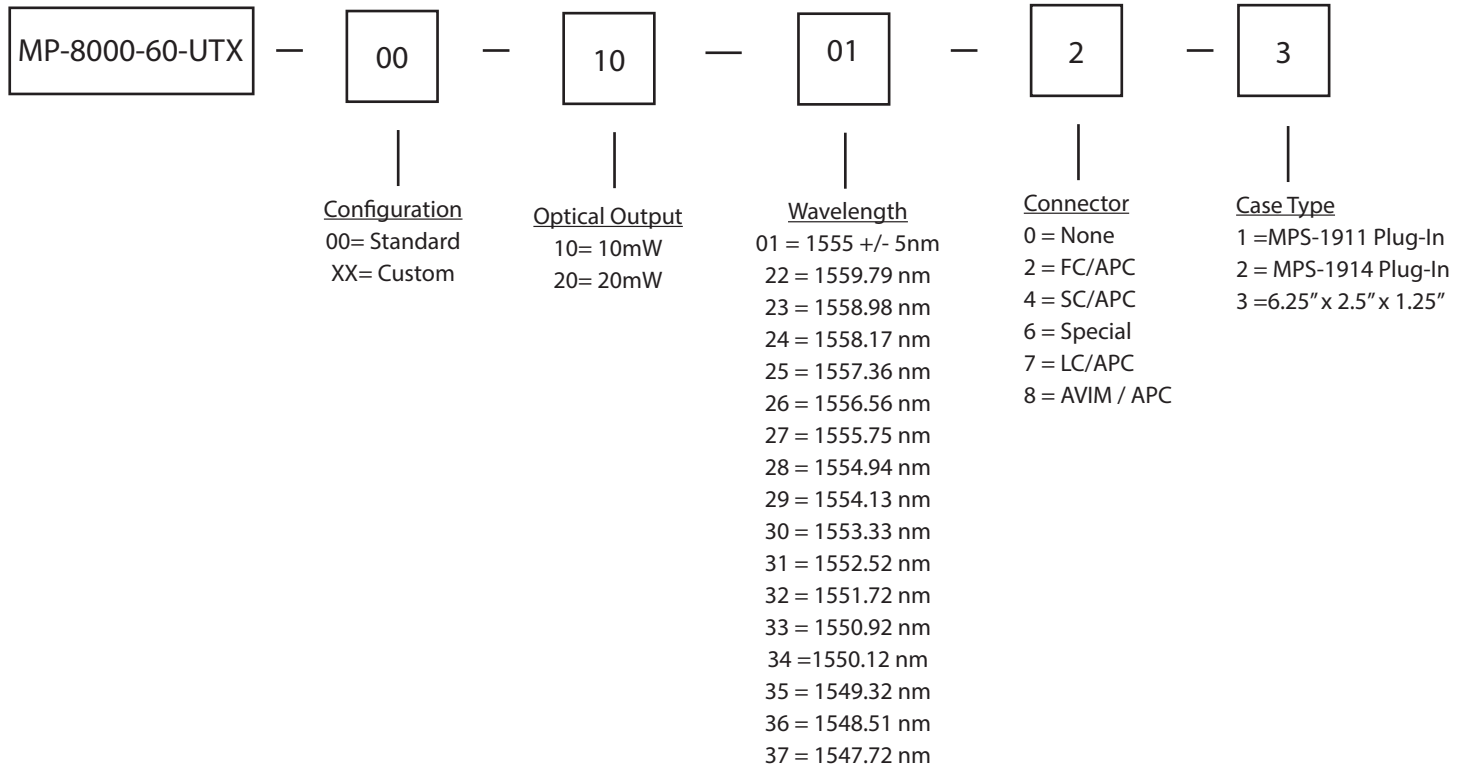 MP-8000-60-UTX — 00 — 10 — 01 — 2 — 3
Configuration
00= Standard
XX= Custom
Optical Output
10= 10mW
20= 20mW
Wavelength
01 = 1555 +/- 5nm
22 = 1559.79 nm
23 = 1558.98 nm
24 = 1558.17 nm
25 = 1557.36 nm
26 = 1556.56 nm
27 = 1555.75 nm
28 = 1554.94 nm
29 = 1554.13 nm
30 = 1553.33 nm
31 = 1552.52 nm
32 = 1551.72 nm
33 = 1550.92 nm
34 =1550.12 nm
35 = 1549.32 nm
36 = 1548.51 nm
37 = 1547.72 nm
Connector
0 = None
2 = FC/APC
4 = SC/APC
6 = Special
7 = LC/APC
8 = AVIM / APC
Case Type
1 =MPS-1911 Plug-In
2 = MPS-1914 Plug-In
3 =6.25” x 2.5” x 1.25”